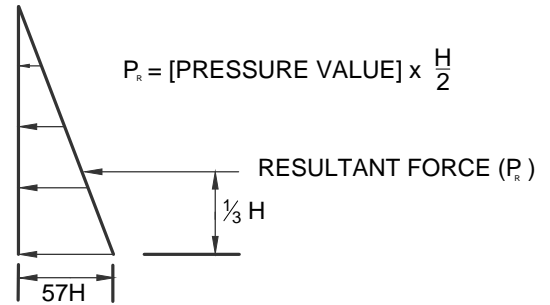 P_R = [PRESSURE VALUE] x H/2
RESULTANT FORCE (P_R)
⅓ H
57H